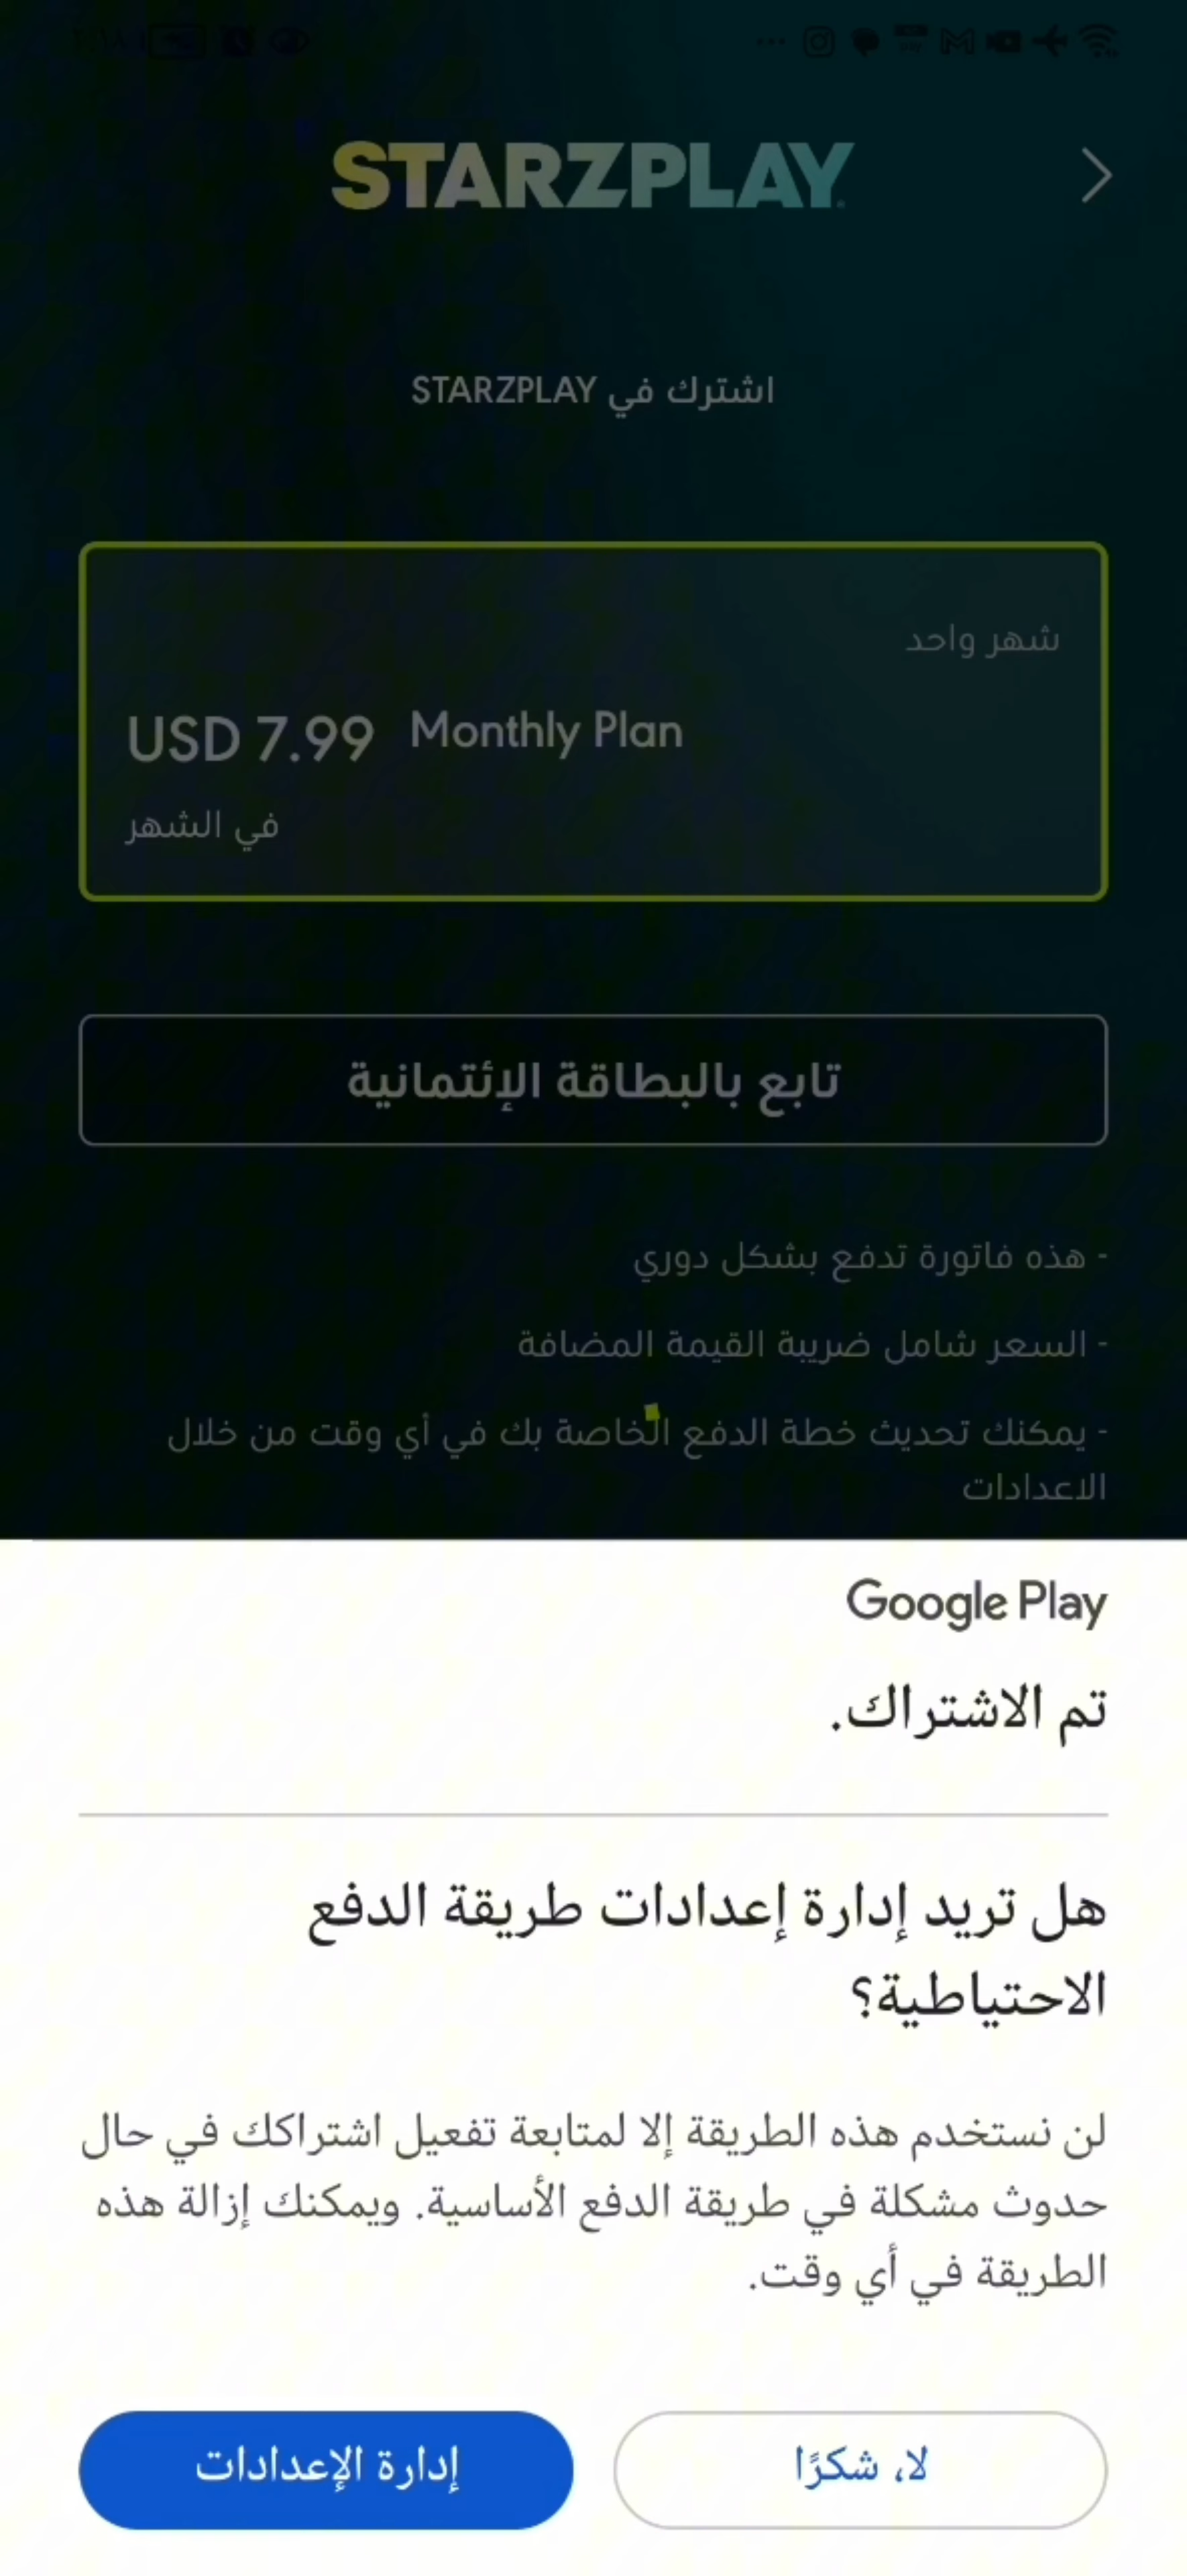 STARZPLAY
اشترك في STARZPLAY
شهر واحد
USD 7.99 Monthly Plan
في الشهر
تابع بالبطاقة الإئتمانية
- هذه فاتورة تدفع بشكل دوري
- السعر شامل ضريبة القيمة المضافة
- يمكنك تحديث خطة الدفع الخاصة بك في أي وقت من خلال
الاعدادات
Google Play
تم الاشتراك.
هل تريد إدارة إعدادات طريقة الدفع
الاحتياطية؟
لن نستخدم هذه الطريقة إلا لمتابعة تفعيل اشتراكك في حال
حدوث مشكلة في طريقة الدفع الأساسية. ويمكنك إزالة هذه
الطريقة في أي وقت.
لا، شكرًا
إدارة الإعدادات